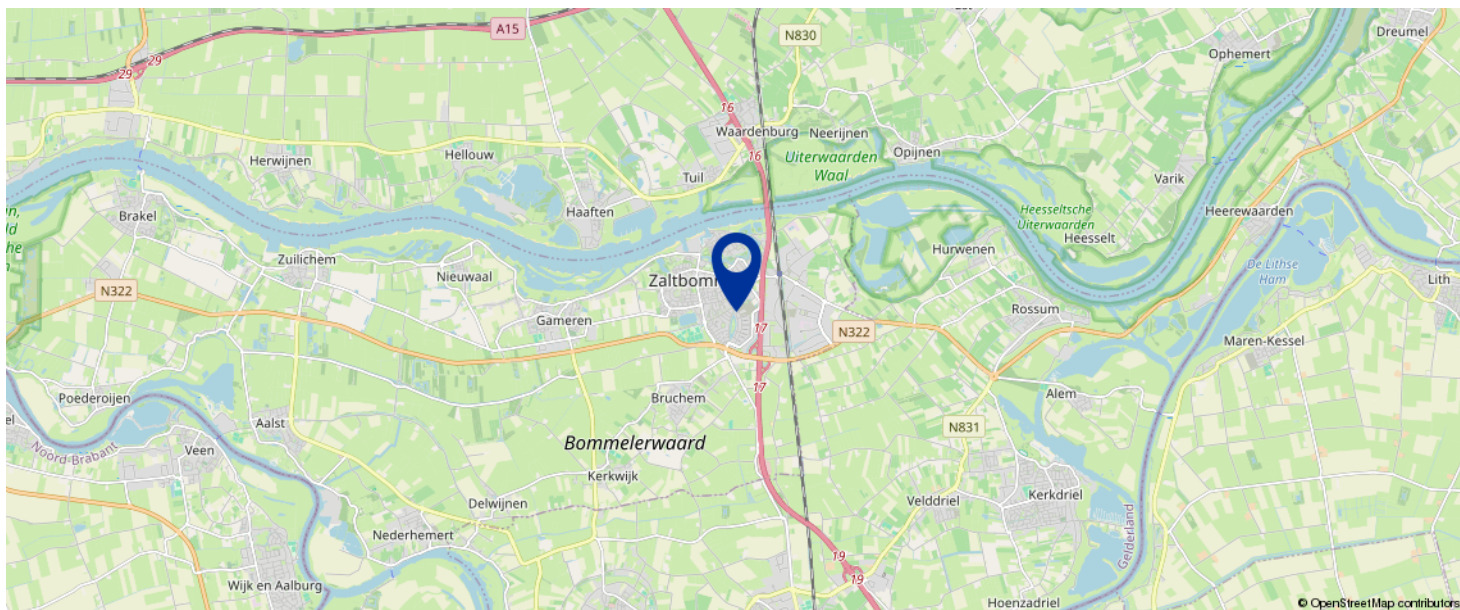 A15
N830
Ophemert
Dreumel
29
29
16
Waardenburg
Neerijnen
Opijnen
Herwijnen
Hellouw
16
Uiterwaarden
Waal
Tuil
Varik
Brakel
Haaften
Heesseltsche
Uiterwaarden
Heerewaarden
Heesselt
Hurwenen
Zuilichem
Nieuwaal
De Lithse
Ham
Lith
N322
Gameren
17
N322
Rossum
Maren-Kessel
Poederoijen
17
Bruchem
Alem
Aalst
N831
Noord-Brabant
Veen
Bommelerwaard
Kerkwijk
Delwijnen
Velddriel
Kerkdriel
Nederhemert
Gelderland
19
19
Wijk en Aalburg
Hoenzadriel
© OpenStreetMap contributors